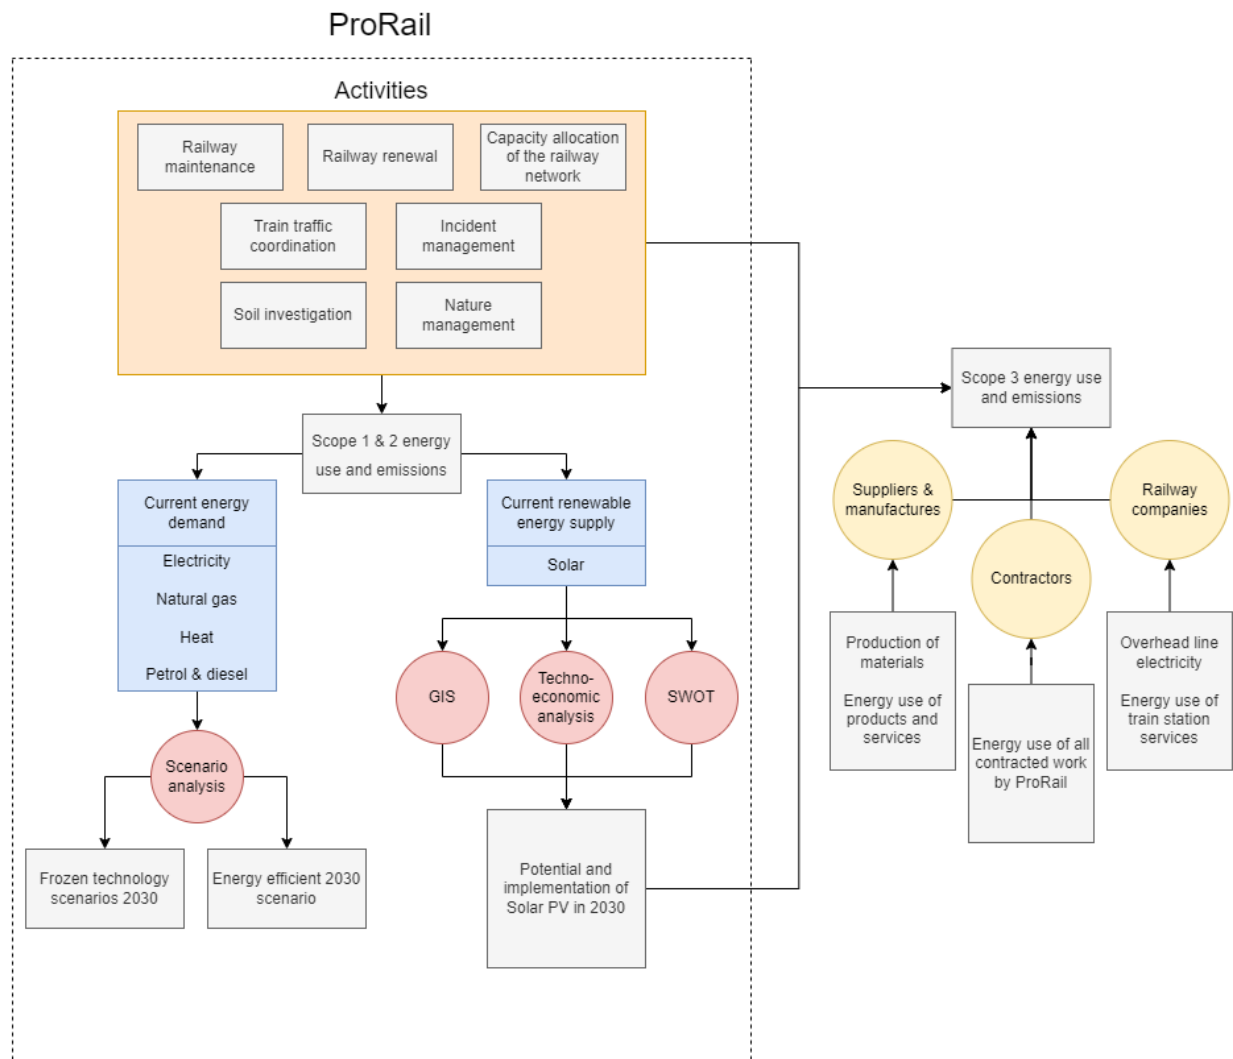 ProRail
Activities
Railway
maintenance
Railway renewal
Capacity allocation
of the railway
network
Train traffic
coordination
Incident
management
Soil investigation
Nature
management
Scope 1 & 2 energy
use and emissions
Current energy
demand
Electricity
Natural gas
Heat
Petrol & diesel
Current renewable
energy supply
Solar
GIS
Techno-
economic
analysis
SWOT
Scenario
analysis
Frozen technology
scenarios 2030
Energy efficient 2030
scenario
Potential and
implementation of
Solar PV in 2030
Scope 3 energy use
and emissions
Suppliers &
manufactures
Contractors
Railway
companies
Production of
materials
Energy use of
products and
services
Energy use of all
contracted work
by ProRail
Overhead line
electricity
Energy use of
train station
services